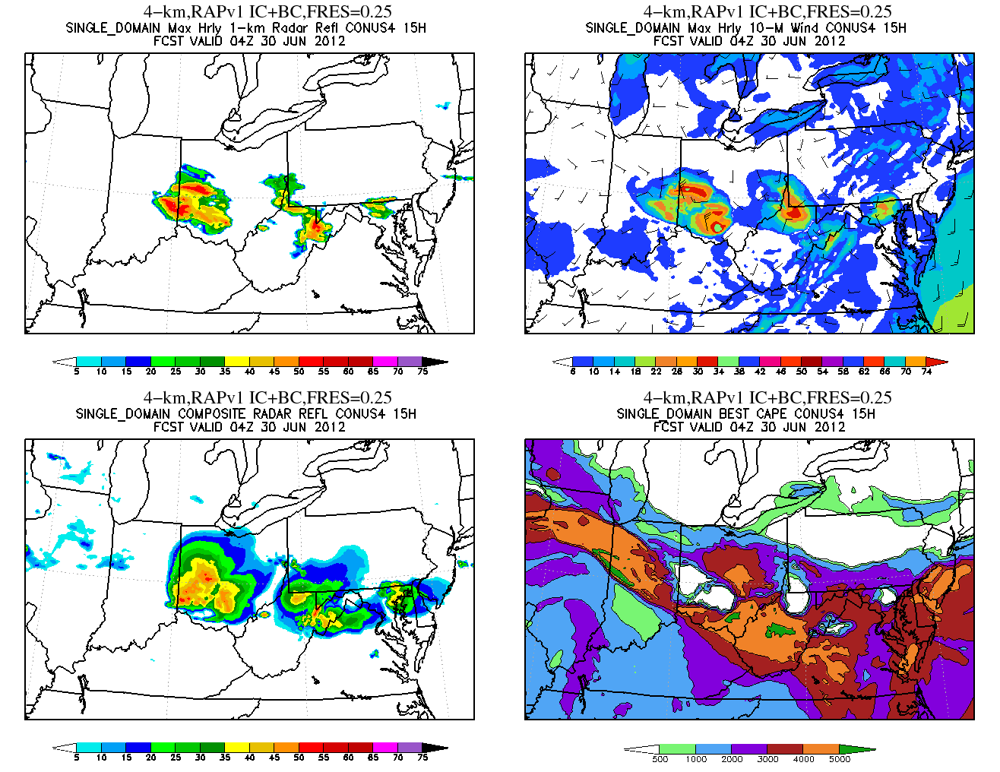 4-km,RAPv1 IC+BC,FRES=0.25
SINGLE_DOMAIN Max Hrly 1-km Radar Refl CONUS4 15H
FCST VALID 04Z 30 JUN 2012
5 10 15 20 25 30 35 40 45 50 55 60 65 70 75
4-km,RAPv1 IC+BC,FRES=0.25
SINGLE_DOMAIN Max Hrly 10-M Wind CONUS4 15H
FCST VALID 04Z 30 JUN 2012
6 10 14 18 22 26 30 34 38 42 46 50 54 58 62 66 70 74
4-km,RAPv1 IC+BC,FRES=0.25
SINGLE_DOMAIN COMPOSITE RADAR REFL CONUS4 15H
FCST VALID 04Z 30 JUN 2012
5 10 15 20 25 30 35 40 45 50 55 60 65 70 75
4-km,RAPv1 IC+BC,FRES=0.25
SINGLE_DOMAIN BEST CAPE CONUS4 15H
FCST VALID 04Z 30 JUN 2012
500 1000 2000 3000 4000 5000